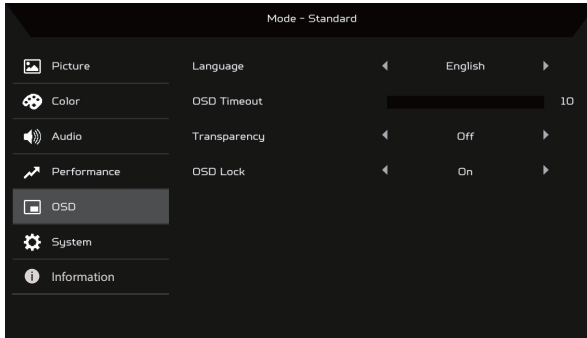 Mode - Standard
Picture
Language English
Color
OSD Timeout 10
Audio
Transparency Off
Performance
OSD Lock On
OSD
System
Information